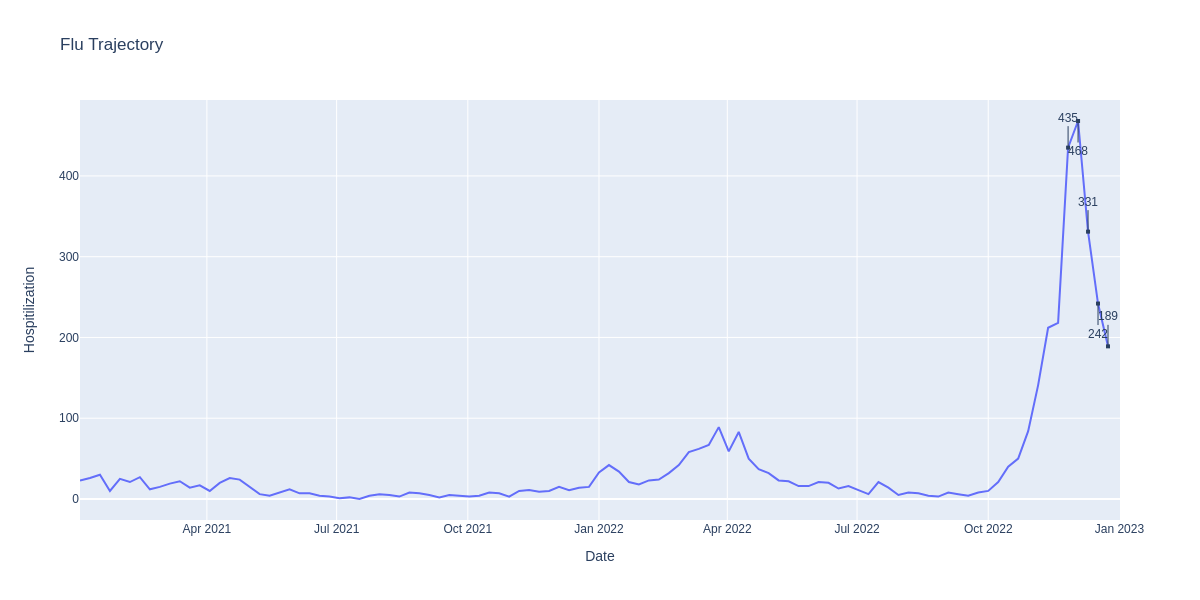 Flu Trajectory
435
468
400
331
300
189
242
200
100
0
Hospitilization
Apr 2021
Jul 2021
Oct 2021
Jan 2022
Apr 2022
Jul 2022
Oct 2022
Jan 2023
Date